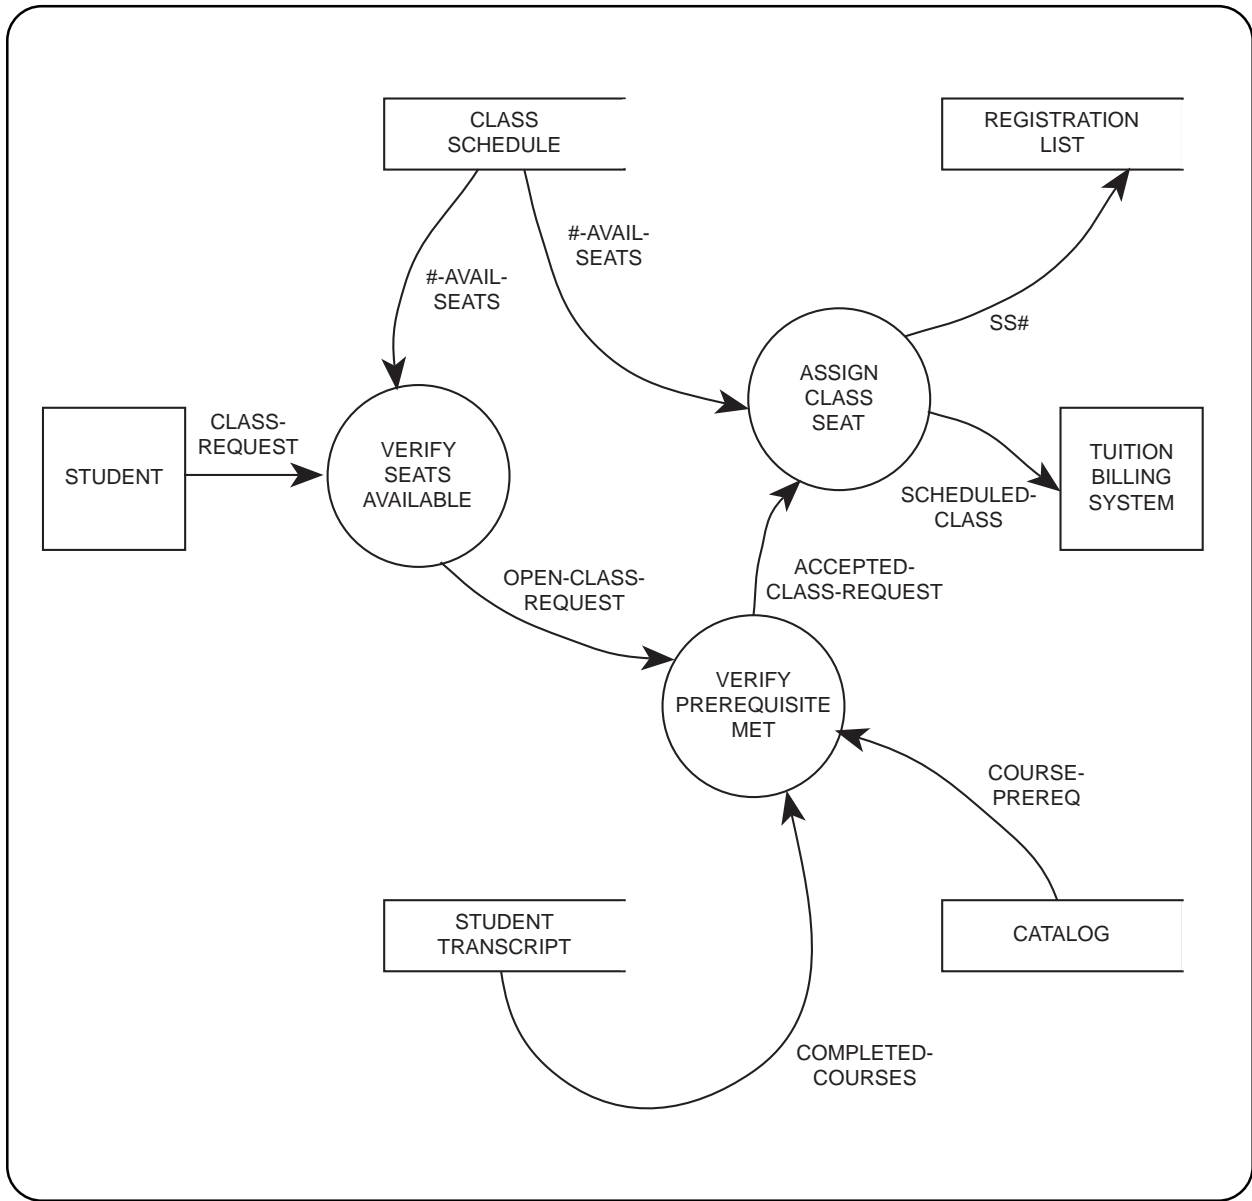 CLASS
SCHEDULE
REGISTRATION
LIST
#-AVAIL-
SEATS
#-AVAIL-
SEATS
SS#
ASSIGN
CLASS
SEAT
CLASS-
REQUEST
STUDENT
VERIFY
SEATS
AVAILABLE
TUITION
BILLING
SYSTEM
SCHEDULED-
CLASS
OPEN-CLASS-
REQUEST
ACCEPTED-
CLASS-REQUEST
VERIFY
PREREQUISITE
MET
COURSE-
PREREQ
STUDENT
TRANSCRIPT
CATALOG
COMPLETED-
COURSES